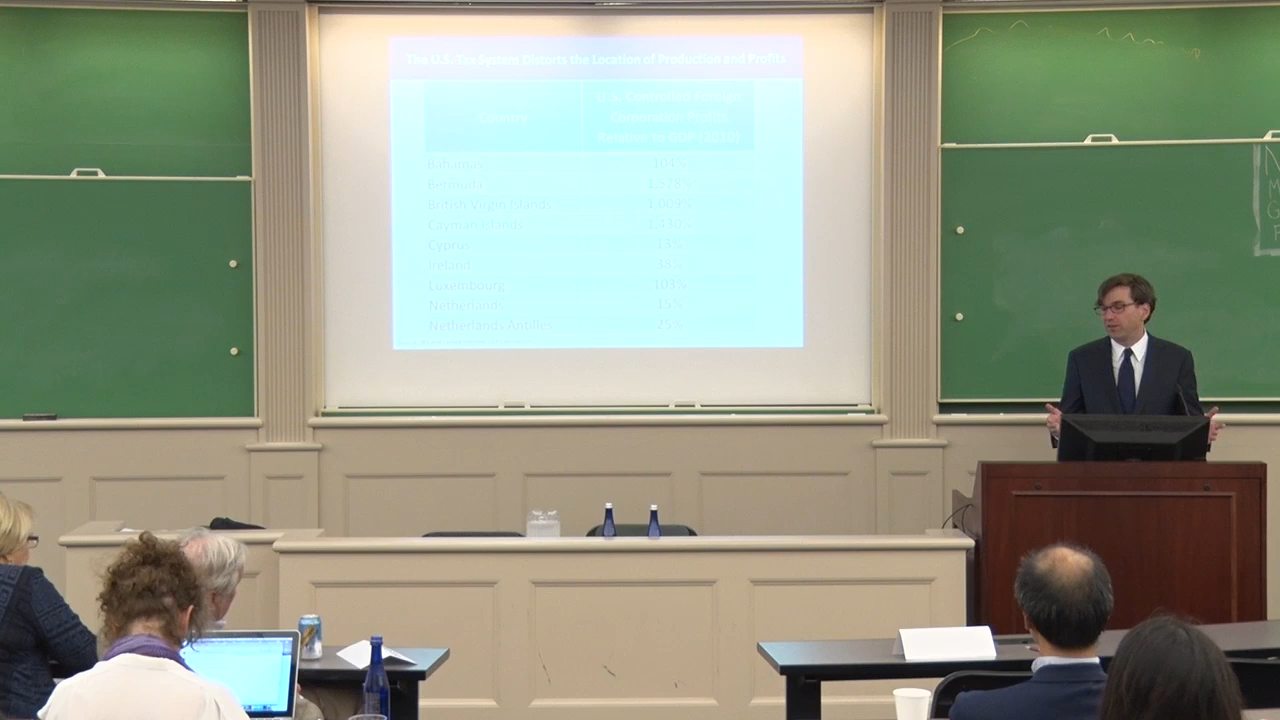 The U.S. Tax System Distorts the Location of Production and Profits
Country
U.S. Controlled Foreign
Corporation Profits
Relative to GDP (2010)
Bahamas 104%
Bermuda 1,578%
British Virgin Islands 1,009%
Cayman Islands 1,430%
Cyprus 13%
Ireland 38%
Luxembourg 103%
Netherlands 15%
Netherlands Antilles 25%